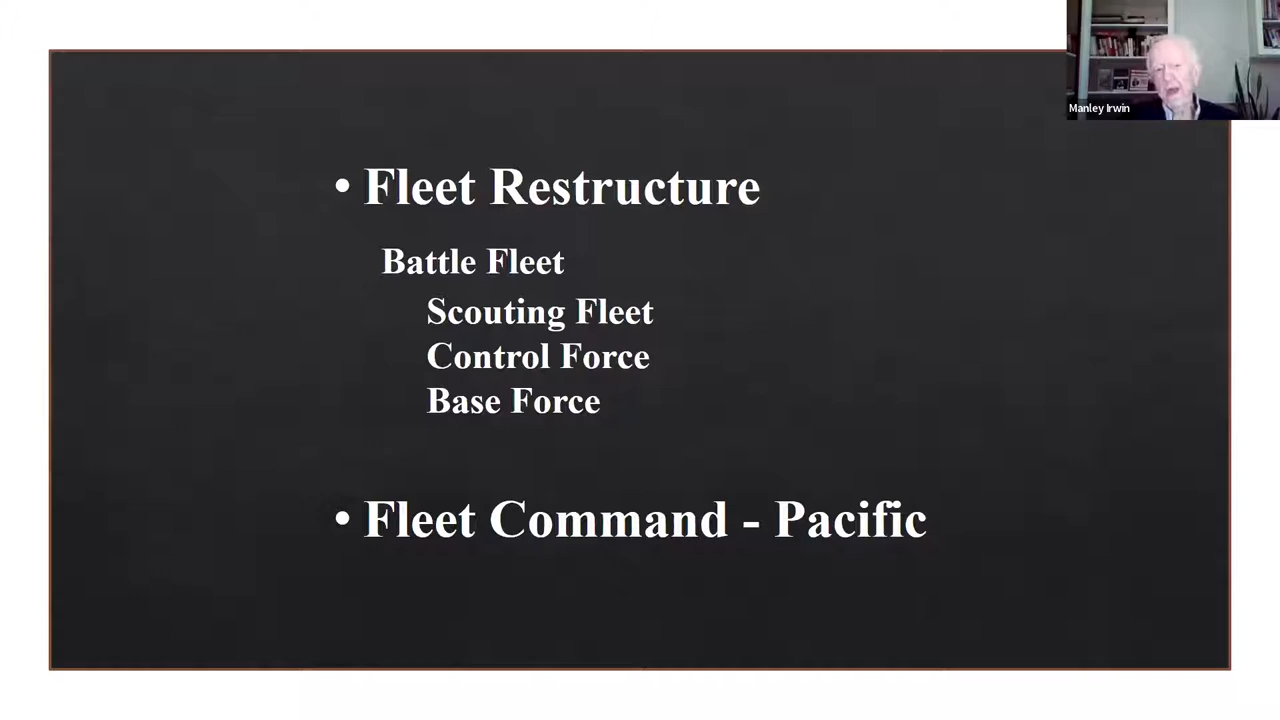 Manley Irwin
• Fleet Restructure
Battle Fleet
Scouting Fleet
Control Force
Base Force
• Fleet Command - Pacific